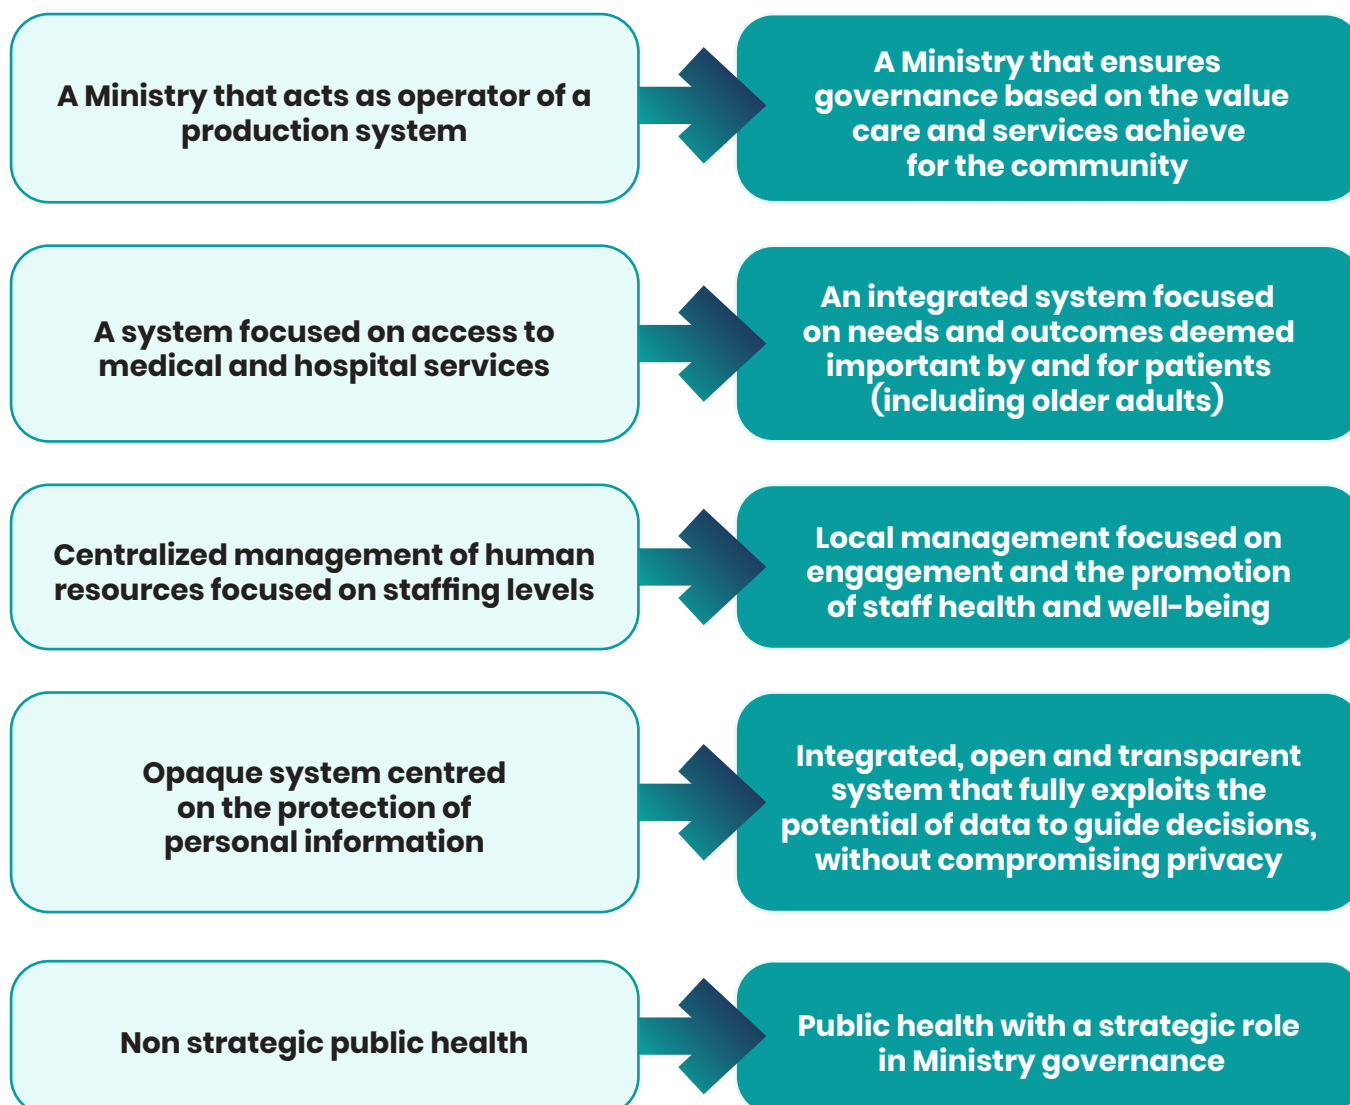 A Ministry that acts as operator of a
production system
A Ministry that ensures
governance based on the value
care and services achieve
for the community
A system focused on access to
medical and hospital services
An integrated system focused
on needs and outcomes deemed
important by and for patients
(including older adults)
Centralized management of human
resources focused on staffing levels
Local management focused on
engagement and the promotion
of staff health and well-being
Opaque system centred
on the protection of
personal information
Integrated, open and transparent
system that fully exploits the
potential of data to guide decisions,
without compromising privacy
Non strategic public health
Public health with a strategic role
in Ministry governance